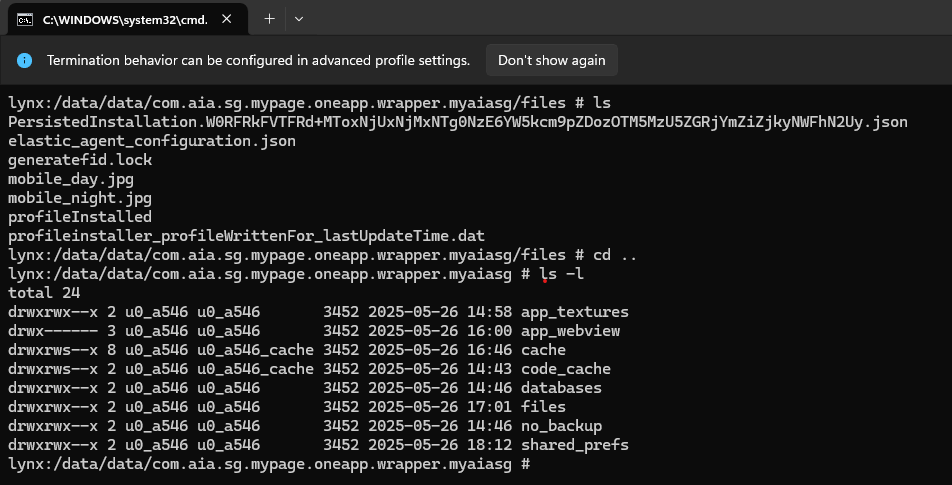 C:\WINDOWS\system32\cmd.
Termination behavior can be configured in advanced profile settings. Don't show again
lynx:/data/data/com.aia.sg.mypage.oneapp.wrapper.myaiasg/files # ls
PersistedInstallation.W0RFRkFVTFRd+MToxNjUxNjMxNTg0NzE6YW5kcm9pZDozOTM5MzU5ZGRjYmZiZjkyNWFhN2Uy.json
elastic_agent_configuration.json
generatefid.lock
mobile_day.jpg
mobile_night.jpg
profileInstalled
profileinstaller_profileWrittenFor_lastUpdateTime.dat
lynx:/data/data/com.aia.sg.mypage.oneapp.wrapper.myaiasg/files # cd ..
lynx:/data/data/com.aia.sg.mypage.oneapp.wrapper.myaiasg # ls -l
total 24
drwxrwx--x 2 u0_a546 u0_a546       3452 2025-05-26 14:58 app_textures
drwx------ 3 u0_a546 u0_a546       3452 2025-05-26 16:00 app_webview
drwxrws--x 8 u0_a546 u0_a546_cache 3452 2025-05-26 16:46 cache
drwxrws--x 2 u0_a546 u0_a546_cache 3452 2025-05-26 14:43 code_cache
drwxrwx--x 2 u0_a546 u0_a546       3452 2025-05-26 14:46 databases
drwxrwx--x 2 u0_a546 u0_a546       3452 2025-05-26 17:01 files
drwxrwx--x 2 u0_a546 u0_a546       3452 2025-05-26 14:46 no_backup
drwxrwx--x 2 u0_a546 u0_a546       3452 2025-05-26 18:12 shared_prefs
lynx:/data/data/com.aia.sg.mypage.oneapp.wrapper.myaiasg #